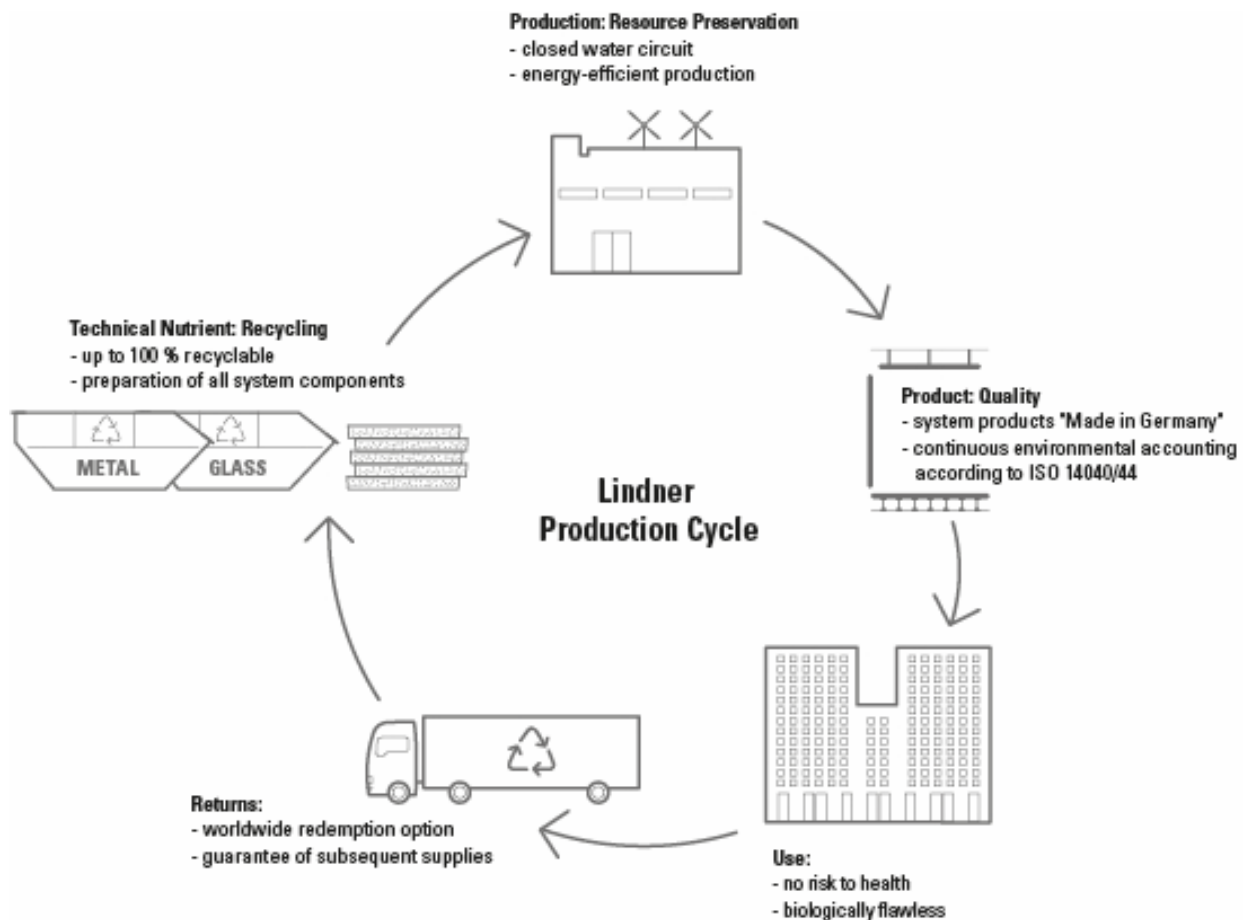 Production: Resource Preservation
- closed water circuit
- energy-efficient production
Technical Nutrient: Recycling
- up to 100 % recyclable
- preparation of all system components
METAL
GLASS
Product: Quality
- system products "Made in Germany"
- continuous environmental accounting
according to ISO 14040/44
Lindner
Production Cycle
Returns:
- worldwide redemption option
- guarantee of subsequent supplies
Use:
- no risk to health
- biologically flawless